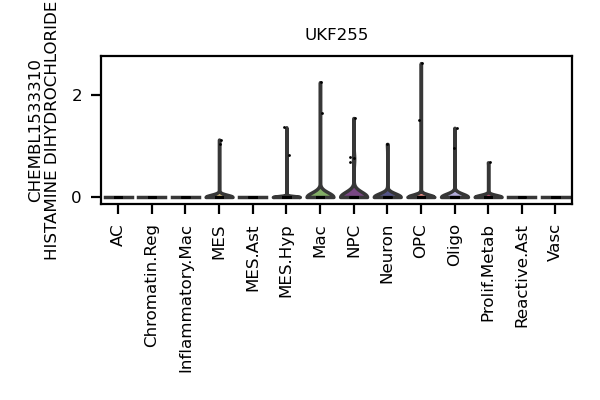 UKF255
CHEMBL1533310
HISTAMINE DIHYDROCHLORIDE
2
0
AC
Chromatin.Reg
Inflammatory.Mac
MES
MES.Ast
MES.Hyp
Mac
NPC
Neuron
OPC
Oligo
Prolif.Metab
Reactive.Ast
Vasc